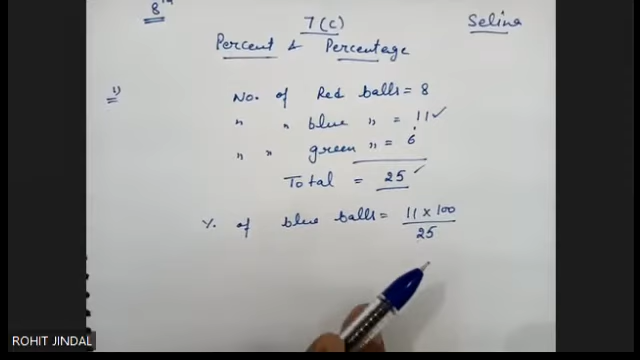 8th
7(c) Selina
Percent & Percentage
1)
No. of Red balls = 8
" " blue " = 11 ✓
" " green " = 6
Total = 25 ✓
% of blue balls = 11 x 100
25
ROHIT JINDAL